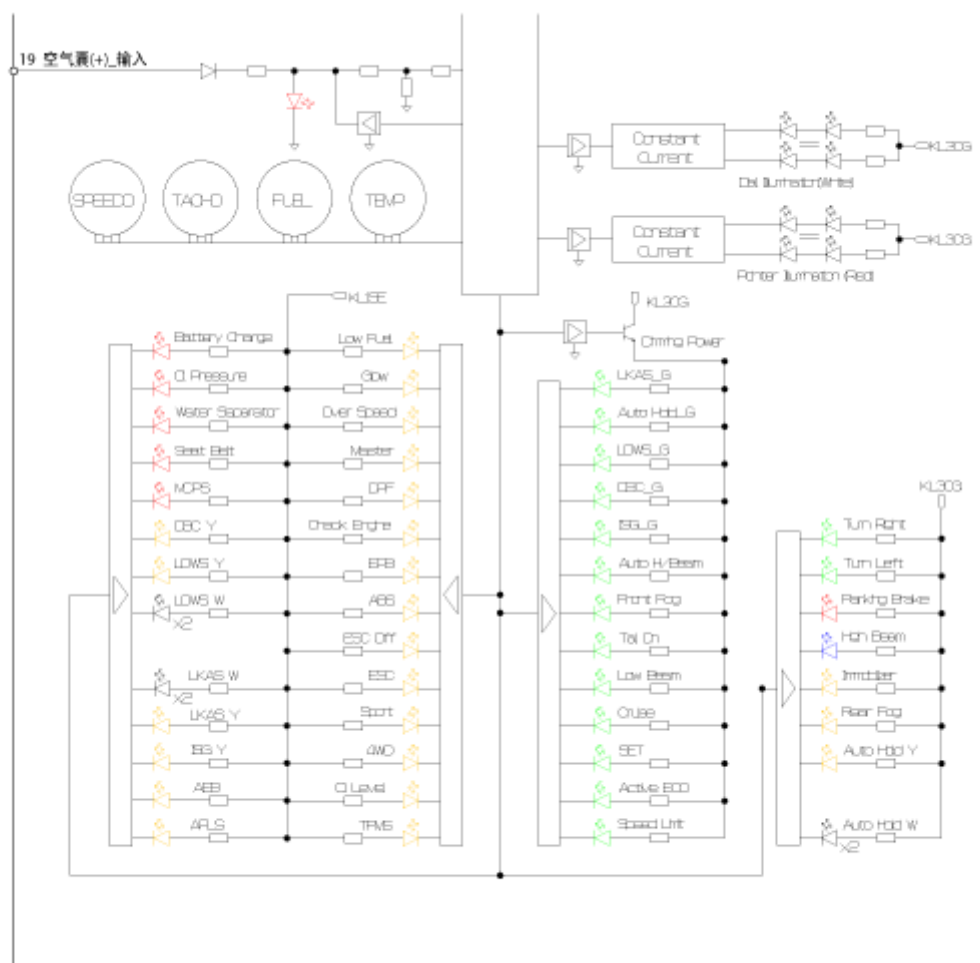 19 空气囊(+)_输入
Constant
Current
KL30G
Dial Illumination(White)
SPEEDO
TACHO
FUEL
TEMP
Constant
Current
KL30G
Pointer Illumination (Red)
KL15E
KL30G
Dimming Power
Battery Charge
Low Fuel
Oil Pressure
Glow
LKAS_G
Water Separator
Over Speed
Auto Hold_G
Seat Belt
Master
LDWS_G
MDPS
DPF
DBC_G
KL30G
DBC Y
Check Engine
ISG_G
Turn Right
LDWS Y
EPB
Auto H/Beam
Turn Left
LDWS W
X2
ABS
Front Fog
Parking Brake
ESC Off
Tail On
High Beam
LKAS W
X2
ESC
Low Beam
Immobilizer
LKAS Y
Sport
Cruise
Rear Fog
ISG Y
4WD
SET
Auto Hold Y
AEB
Oil Level
Active ECO
AFLS
TPMS
Speed Limit
Auto Hold W
X2